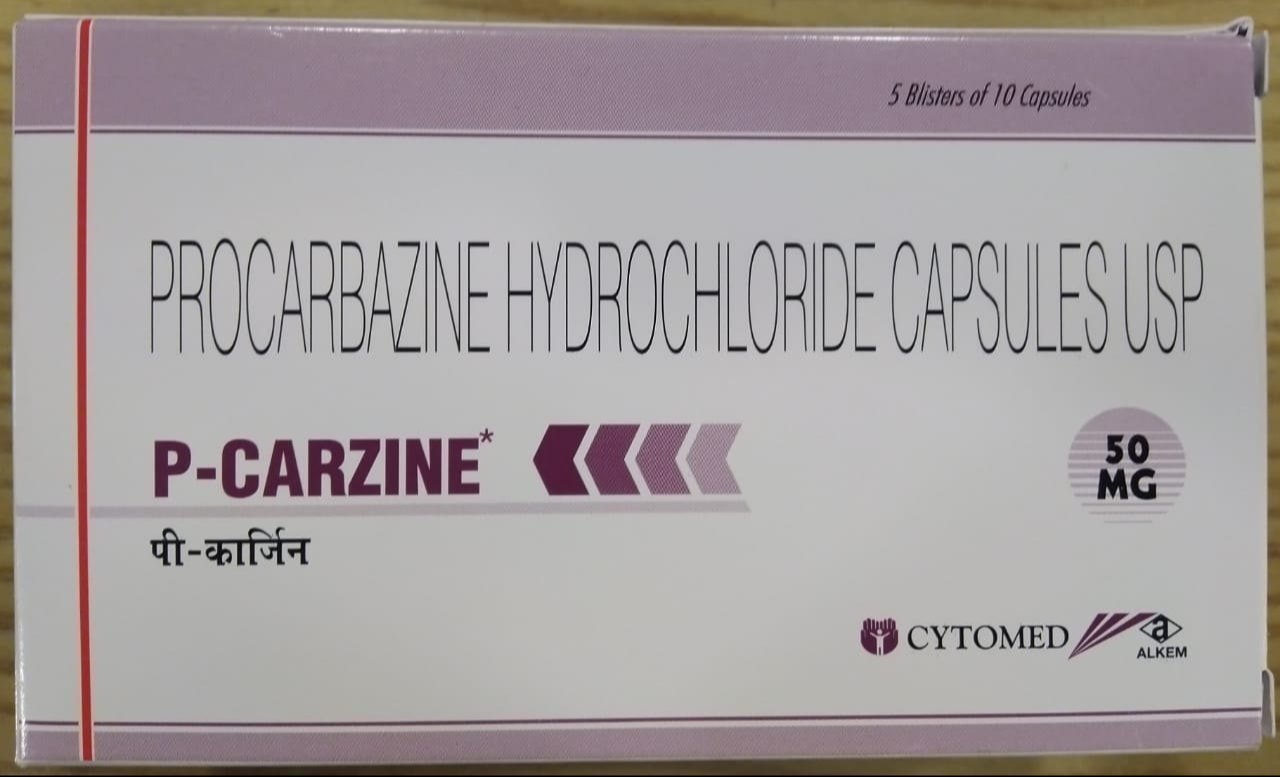 5 Blisters of 10 Capsules
PROCARBAZINE HYDROCHLORIDE CAPSULES USP
P-CARZINE*
पी-कार्जिन
50
MG
CYTOMED
a
ALKEM